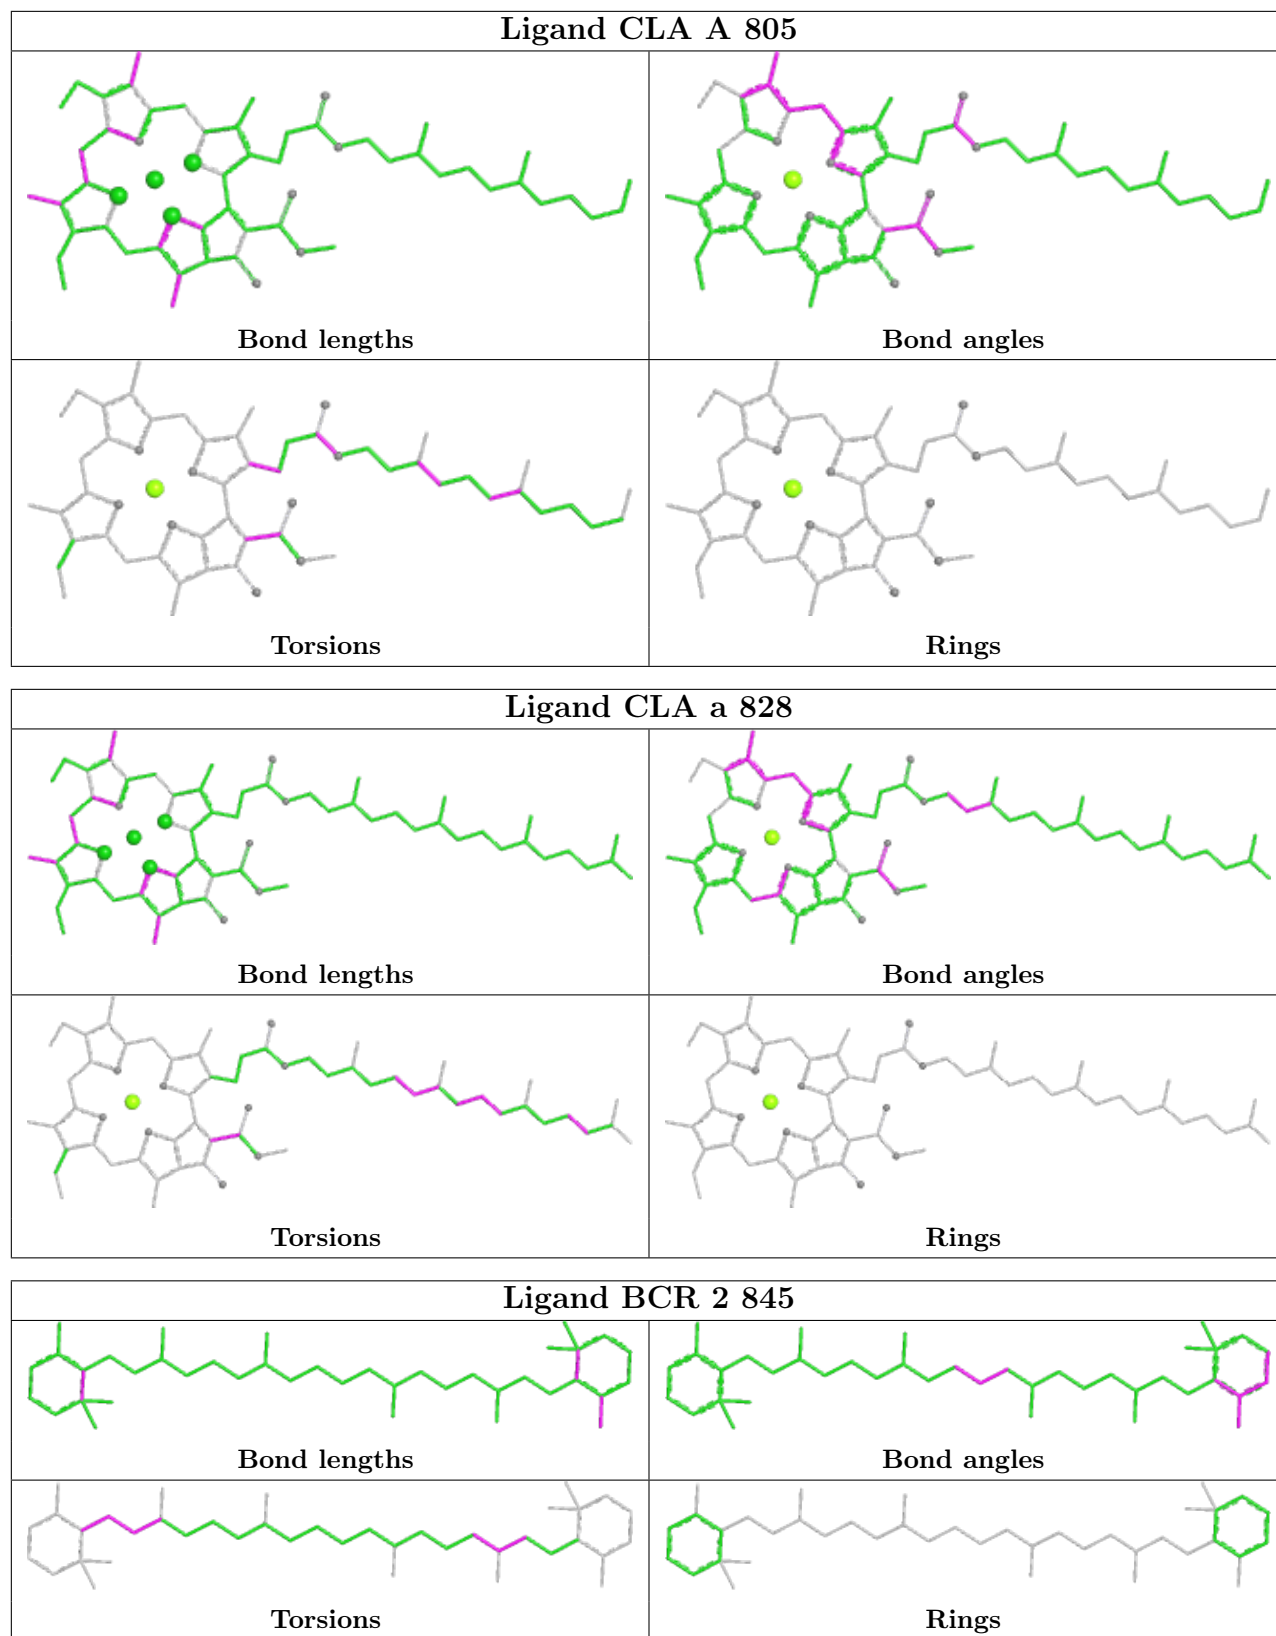 Ligand CLA A 805
Bond lengths
Bond angles
Torsions
Rings
Ligand CLA a 828
Bond lengths
Bond angles
Torsions
Rings
Ligand BCR 2 845
Bond lengths
Bond angles
Torsions
Rings